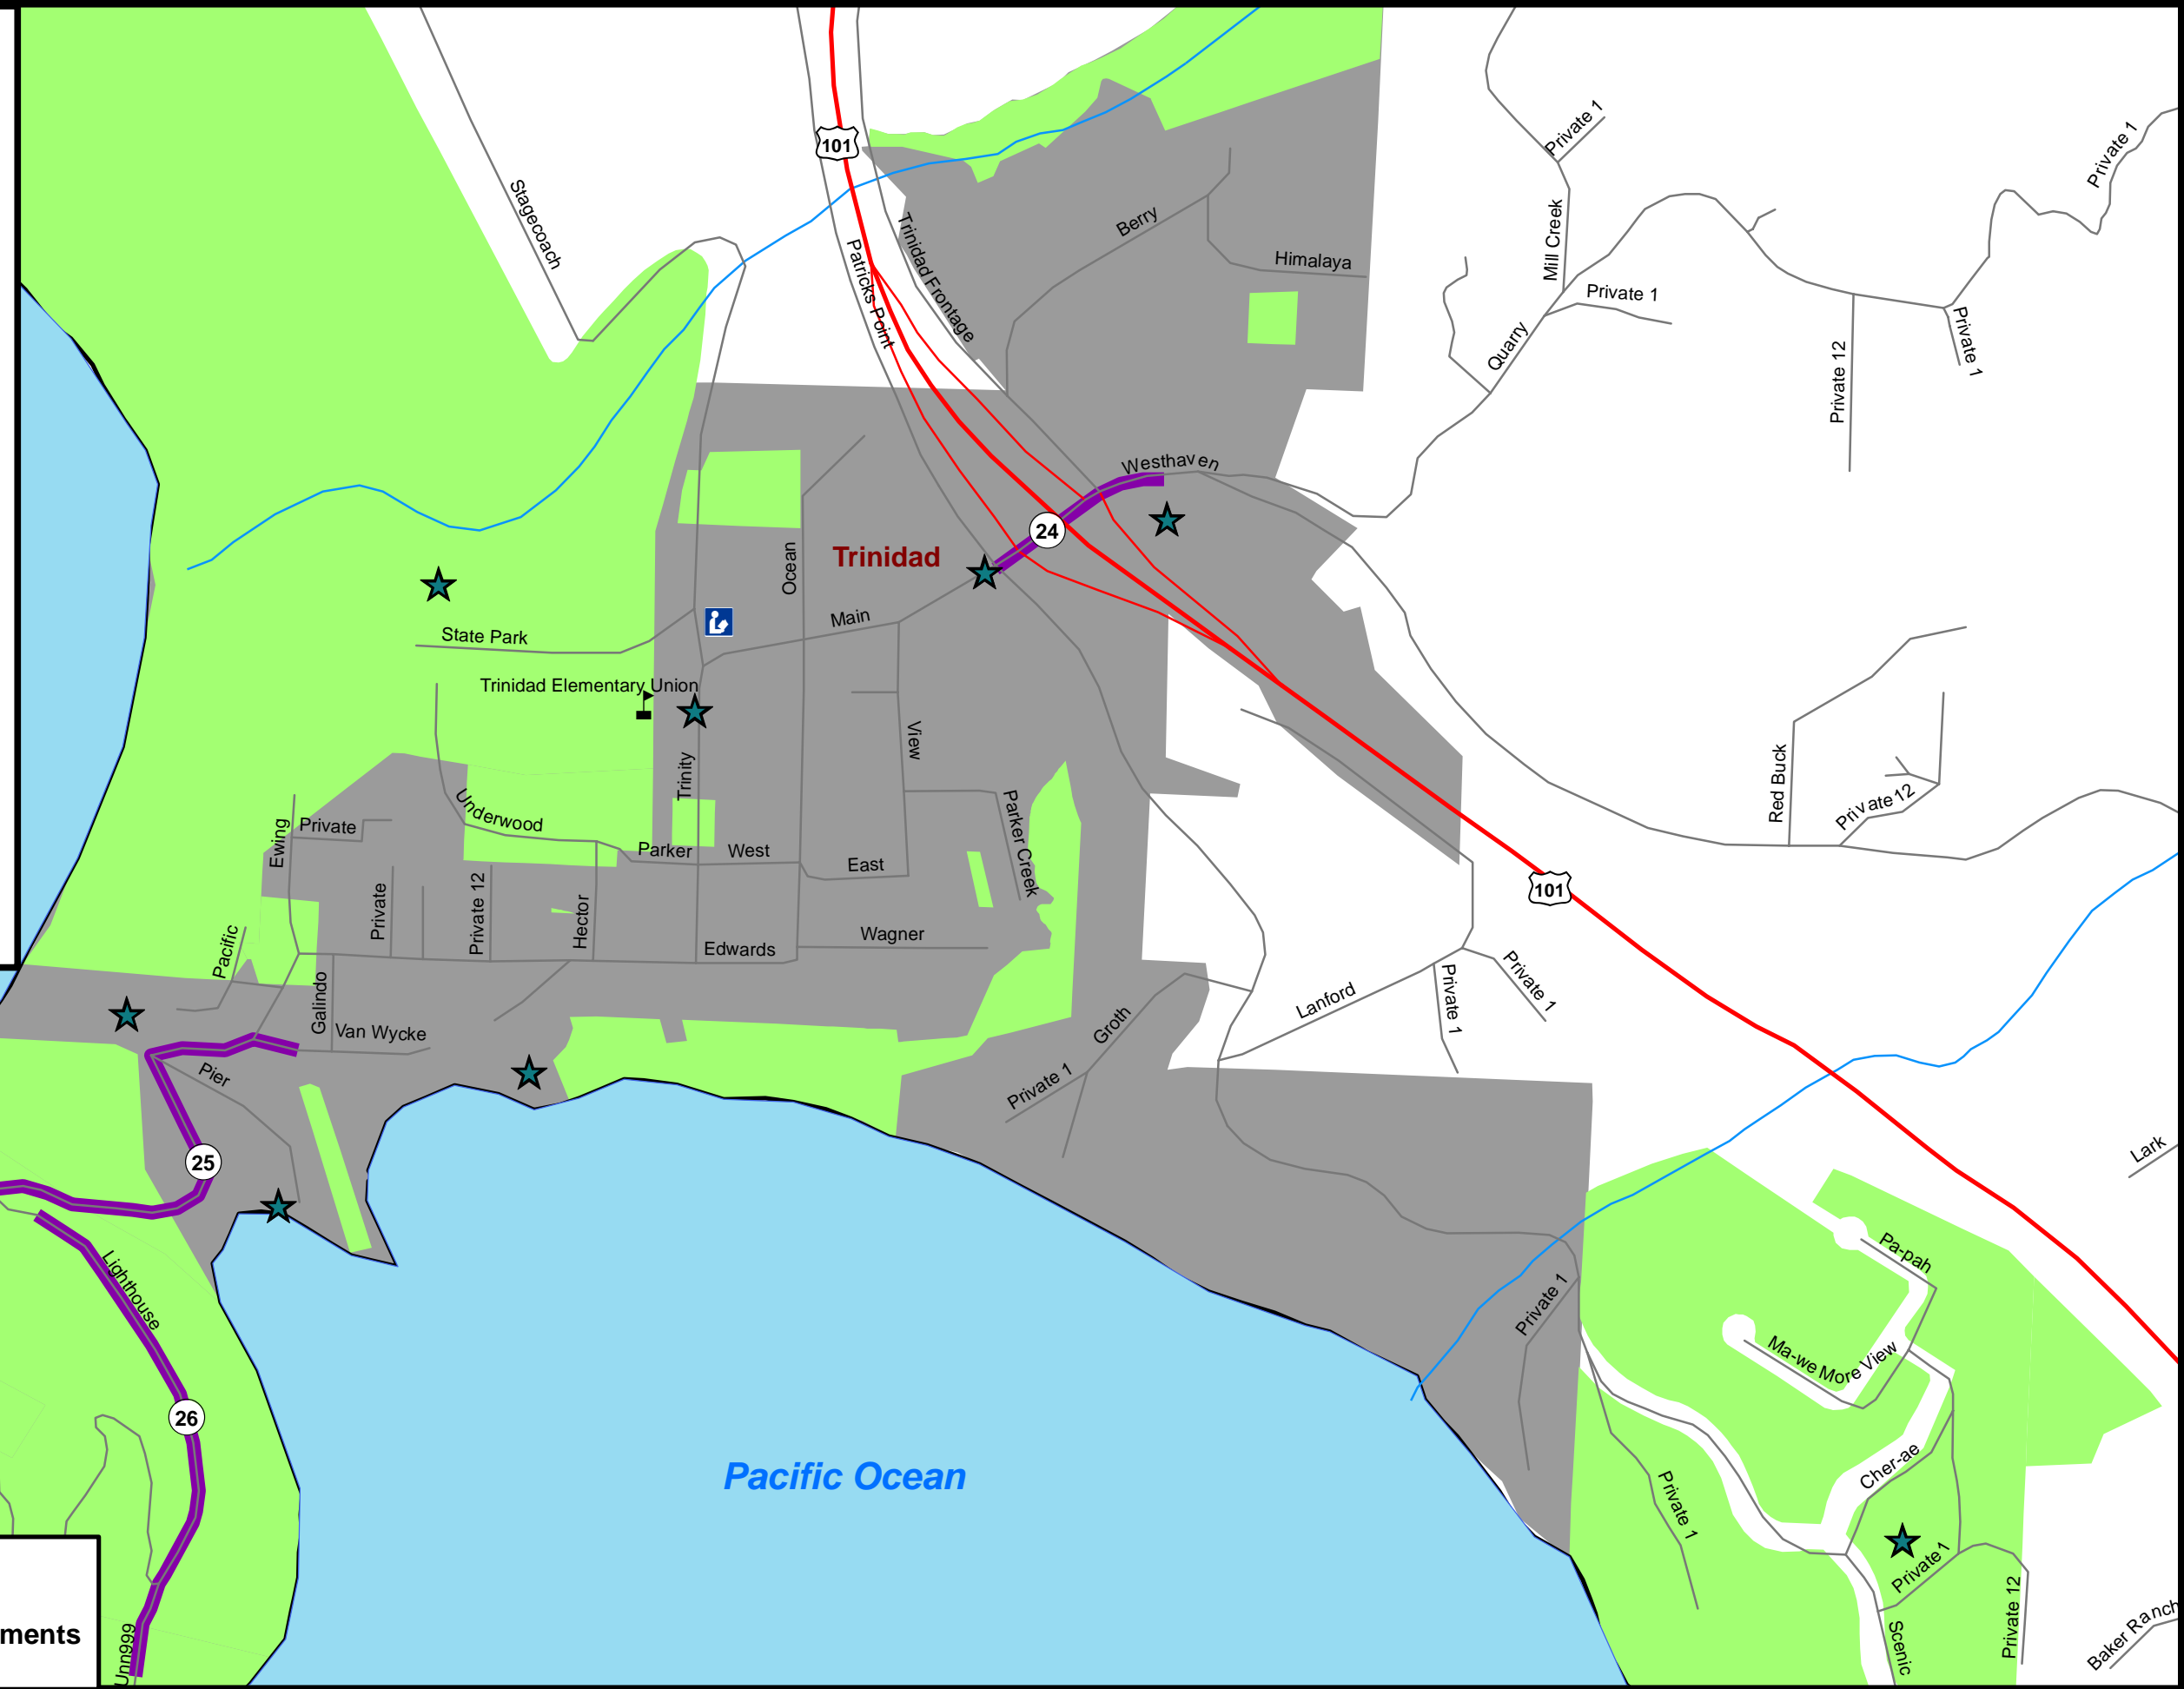 101
Stagecoach
Patricks Point
Trinidad Frontage
Berry
Himalaya
Private 1
Mill Creek
Private 1
Quarry
Private 12
Private 1
Private 1
Westhaven
24
Trinidad
Ocean
Main
State Park
Trinidad Elementary Union
View
Trinity
Underwood
Ewing
Private
Parker
West
East
Parker Creek
Private
Private 12
Hector
Pacific
Edwards
Wagner
Galindo
Van Wycke
Pier
25
Red Buck
Private 12
101
Lanford
Private 1
Private 1
Groth
Private 1
Lark
Lighthouse
26
Pa-pah
Ma-we More View
Private 1
Cher-ae
Private 1
Private1
Private 12
Scenic
Baker Ranch
Pacific Ocean
ments
Unn999